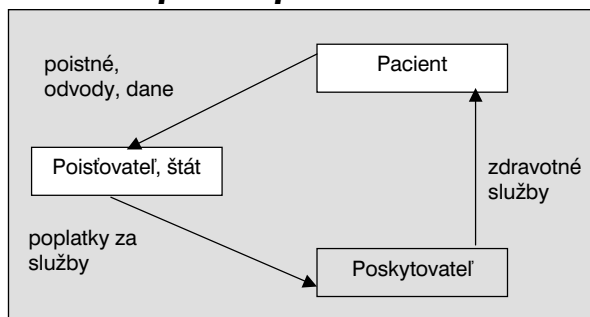 poistné,
odvody, dane
Pacient
Poisťovateľ, štát
zdravotné
služby
poplatky za
služby
Poskytovateľ